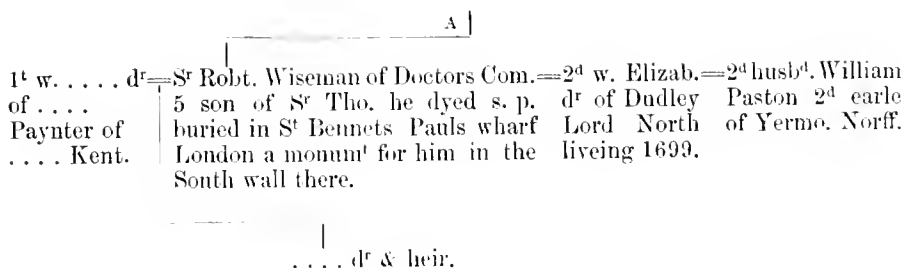 A
1ᵗ w. . . . . . dʳ=Sʳ Robt. Wiseman of Doctors Com.=2ᵈ w. Elizab.=2ᵈ husbᵈ. William
of . . . . 5 son of Sʳ Tho. he dyed s. p. dʳ of Dudley Paston 2ᵈ earle
Paynter of buried in Sᵗ Bennets Pauls wharf Lord North of Yermo. Norff.
. . . . Kent. London a monumᵗ for him in the liveing 1699.
South wall there.
. . . . dʳ & heir.